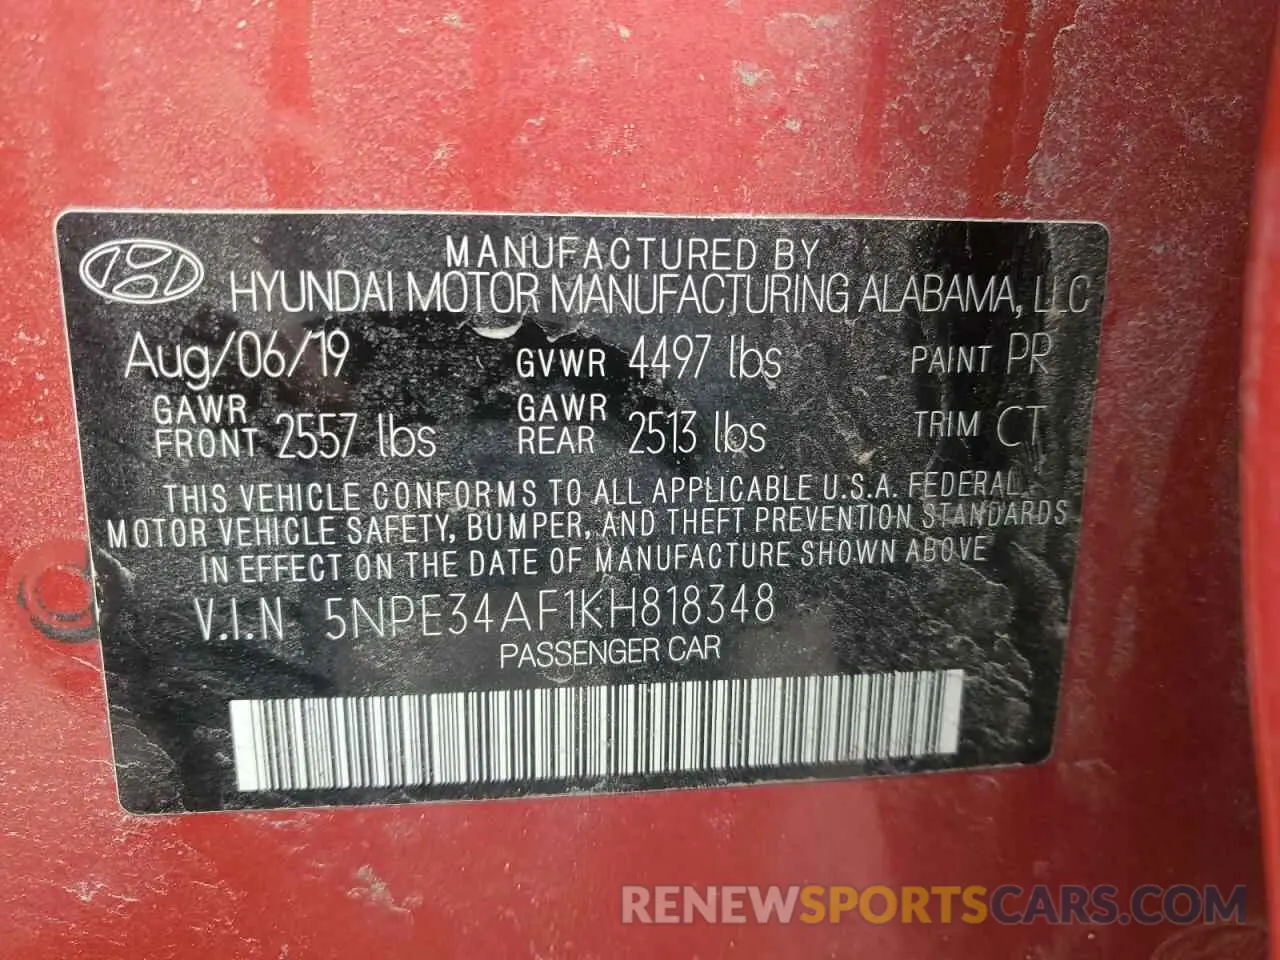 MANUFACTURED BY
HYUNDAI MOTOR MANUFACTURING ALABAMA, LLC
Aug/06/19 GVWR 4497 lbs PAINT PR
GAWR FRONT 2557 lbs GAWR REAR 2513 lbs TRIM CT
THIS VEHICLE CONFORMS TO ALL APPLICABLE U.S.A. FEDERAL
MOTOR VEHICLE SAFETY, BUMPER, AND THEFT PREVENTION STANDARDS
IN EFFECT ON THE DATE OF MANUFACTURE SHOWN ABOVE
V.I.N 5NPE34AF1KH818348
PASSENGER CAR
RENEWSPORTSCARS.COM